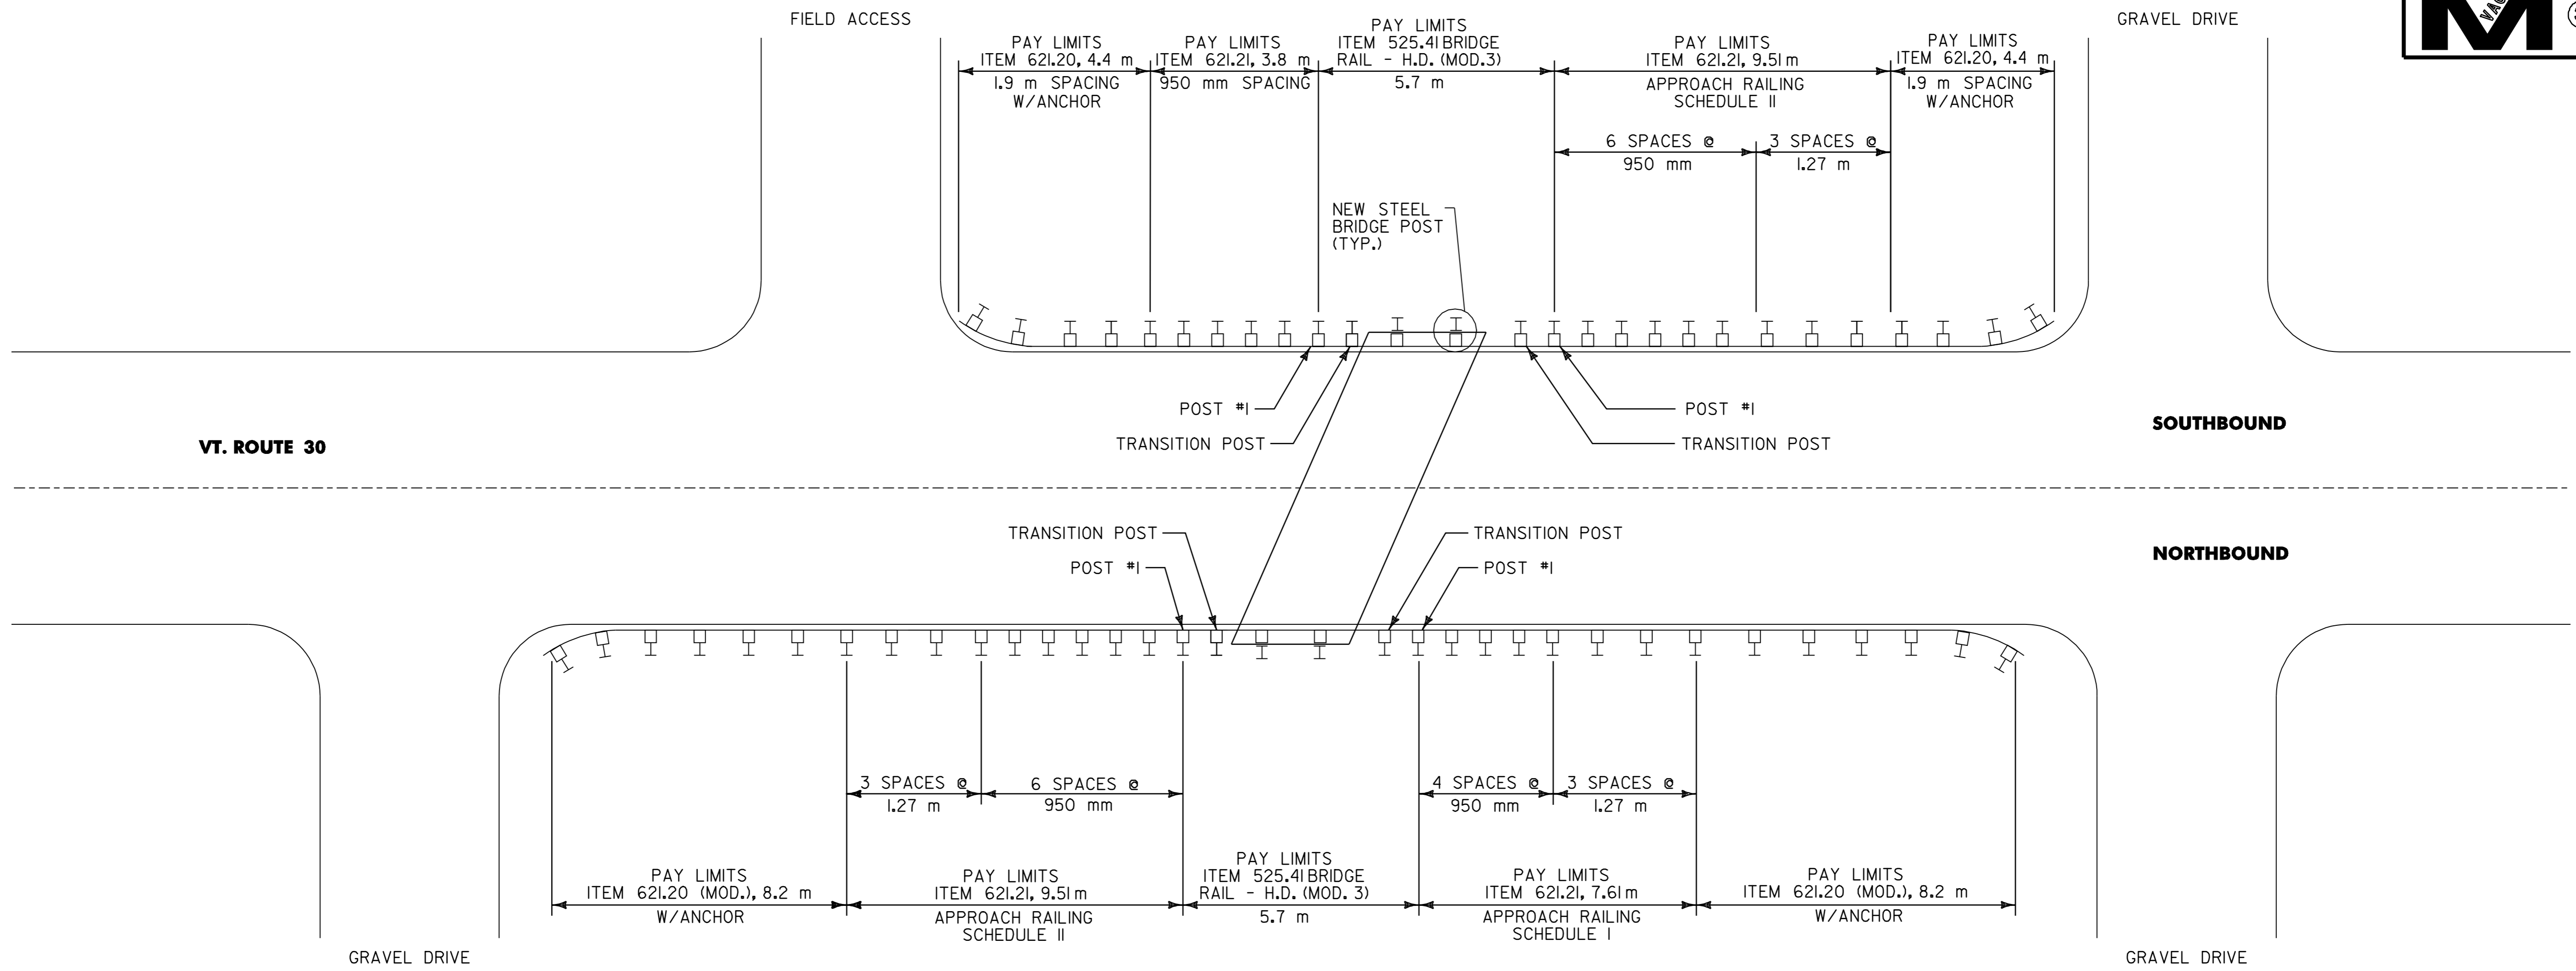 FIELD ACCESS
GRAVEL DRIVE
PAY LIMITS
ITEM 621.20, 4.4 m
1.9 m SPACING
W/ANCHOR
PAY LIMITS
ITEM 621.21, 3.8 m
950 mm SPACING
PAY LIMITS
ITEM 525.41 BRIDGE
RAIL - H.D. (MOD.3)
5.7 m
PAY LIMITS
ITEM 621.21, 9.51 m
APPROACH RAILING
SCHEDULE II
PAY LIMITS
ITEM 621.20, 4.4 m
1.9 m SPACING
W/ANCHOR
6 SPACES @
950 mm
3 SPACES @
1.27 m
NEW STEEL
BRIDGE POST
(TYP.)
POST #1
TRANSITION POST
POST #1
TRANSITION POST
SOUTHBOUND
VT. ROUTE 30
TRANSITION POST
POST #1
TRANSITION POST
POST #1
NORTHBOUND
3 SPACES @
1.27 m
6 SPACES @
950 mm
4 SPACES @
950 mm
3 SPACES @
1.27 m
PAY LIMITS
ITEM 621.20 (MOD.), 8.2 m
W/ANCHOR
PAY LIMITS
ITEM 621.21, 9.51 m
APPROACH RAILING
SCHEDULE II
PAY LIMITS
ITEM 525.41 BRIDGE
RAIL - H.D. (MOD. 3)
5.7 m
PAY LIMITS
ITEM 621.21, 7.61 m
APPROACH RAILING
SCHEDULE I
PAY LIMITS
ITEM 621.20 (MOD.), 8.2 m
W/ANCHOR
GRAVEL DRIVE
GRAVEL DRIVE